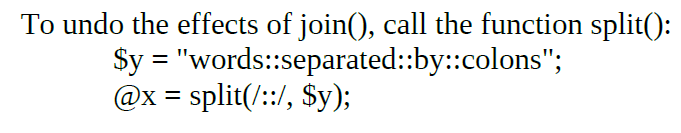 To undo the effects of join(), call the function split():
$y = "words::separated::by::colons";
@x = split(/::/, $y);